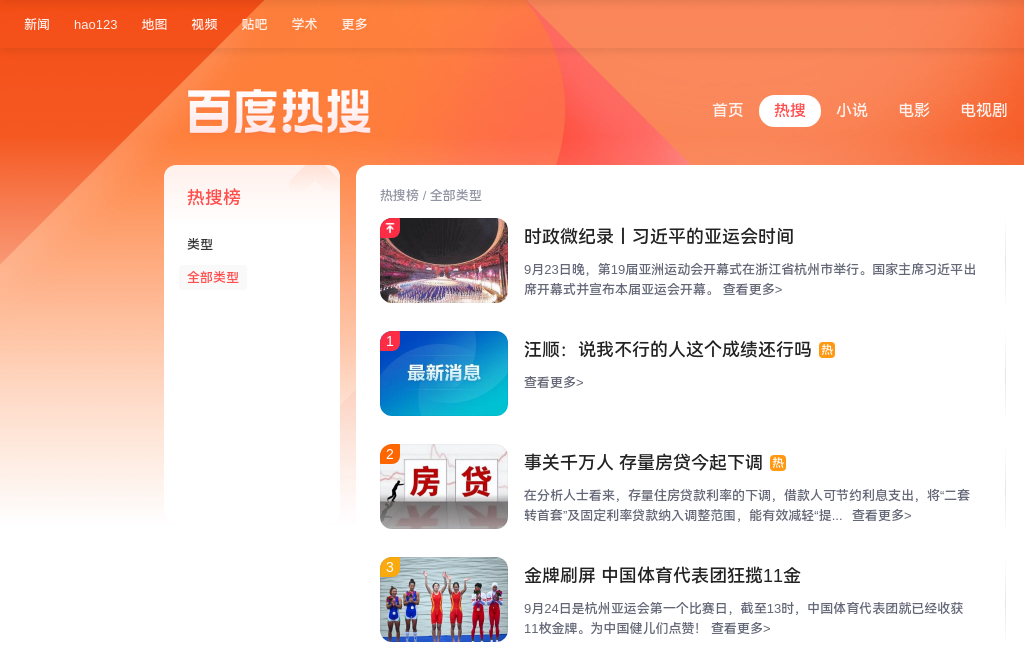 新闻 hao123 地图 视频 贴吧 学术 更多
百度热搜
首页 热搜 小说 电影 电视剧
热搜榜
类型
全部类型
热搜榜 / 全部类型
时政微纪录丨习近平的亚运会时间
9月23日晚，第19届亚洲运动会开幕式在浙江省杭州市举行。国家主席习近平出
席开幕式并宣布本届亚运会开幕。 查看更多>
1
最新消息
汪顺：说我不行的人这个成绩还行吗 热
查看更多>
2
房 贷
事关千万人 存量房贷今起下调 热
在分析人士看来，存量住房贷款利率的下调，借款人可节约利息支出，将“二套
转首套”及固定利率贷款纳入调整范围，能有效减轻“提... 查看更多>
3
金牌刷屏 中国体育代表团狂揽11金
9月24日是杭州亚运会第一个比赛日，截至13时，中国体育代表团就已经收获
11枚金牌。为中国健儿们点赞！ 查看更多>